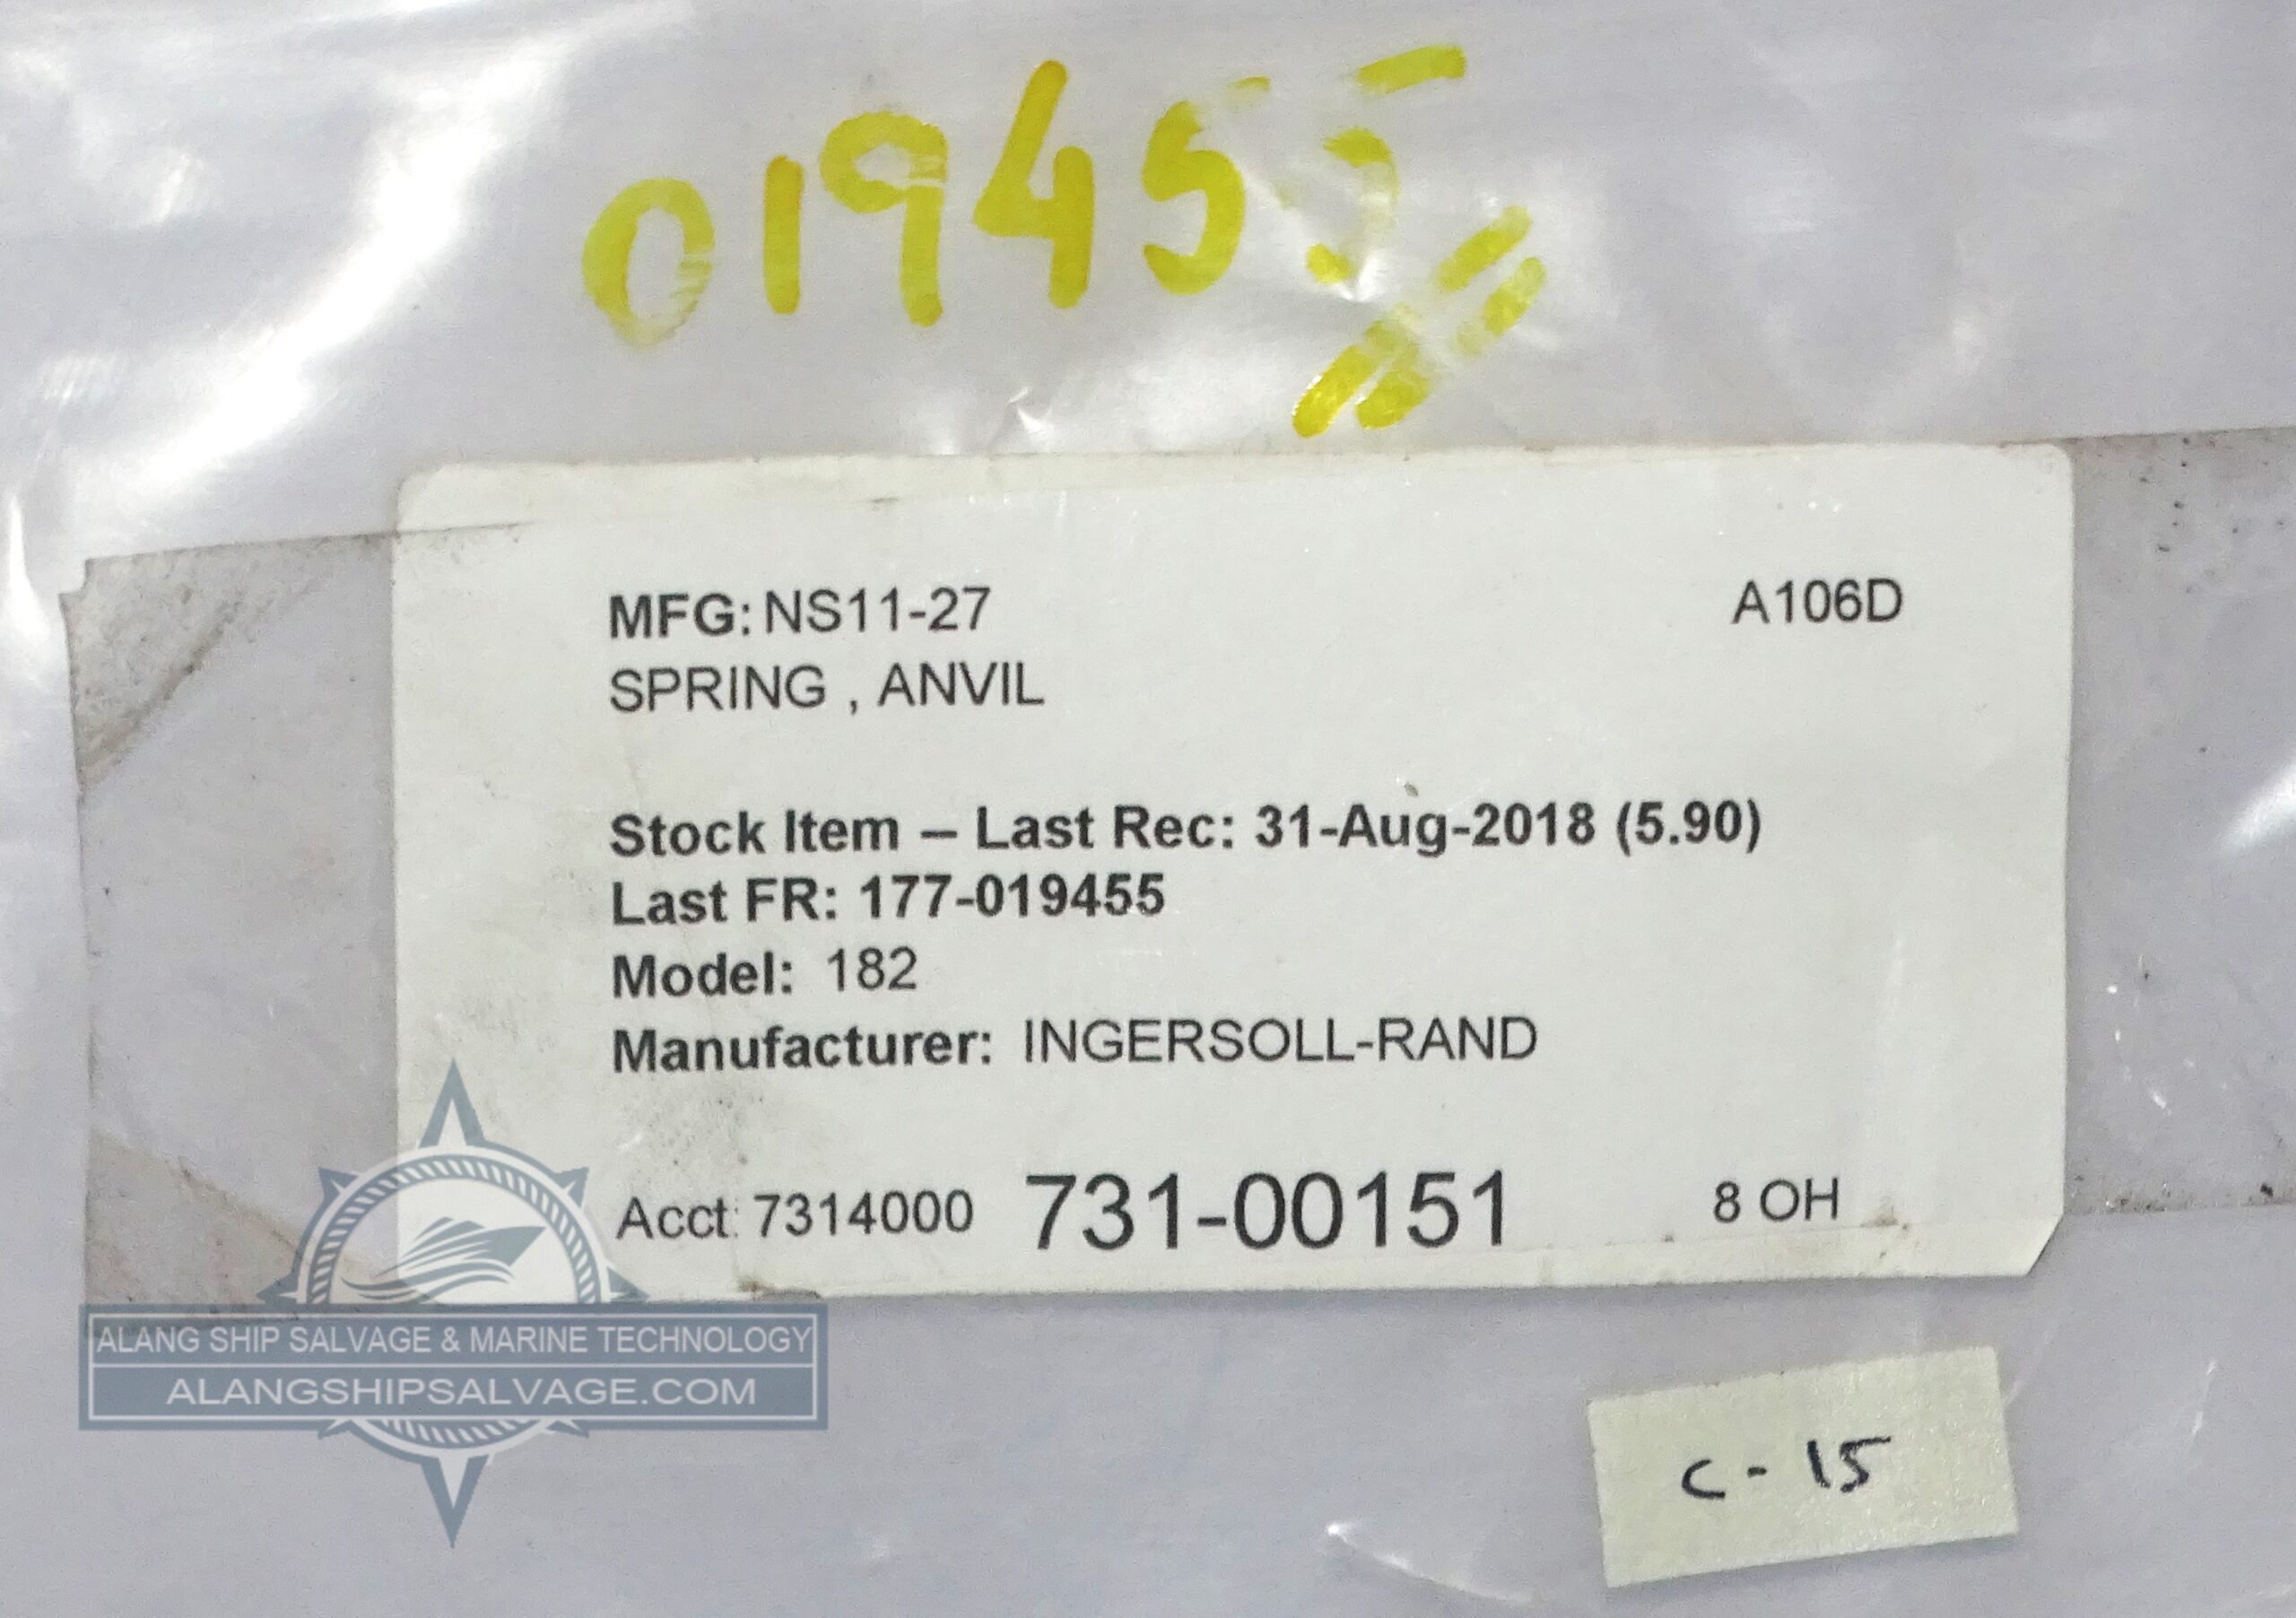 019455
MFG: NS11-27 A106D
SPRING , ANVIL
Stock Item – Last Rec: 31-Aug-2018 (5.90)
Last FR: 177-019455
Model: 182
Manufacturer: INGERSOLL-RAND
Acct: 7314000 731-00151 8 OH
ALANG SHIP SALVAGE & MARINE TECHNOLOGY
ALANGSHIPSALVAGE.COM
C-15